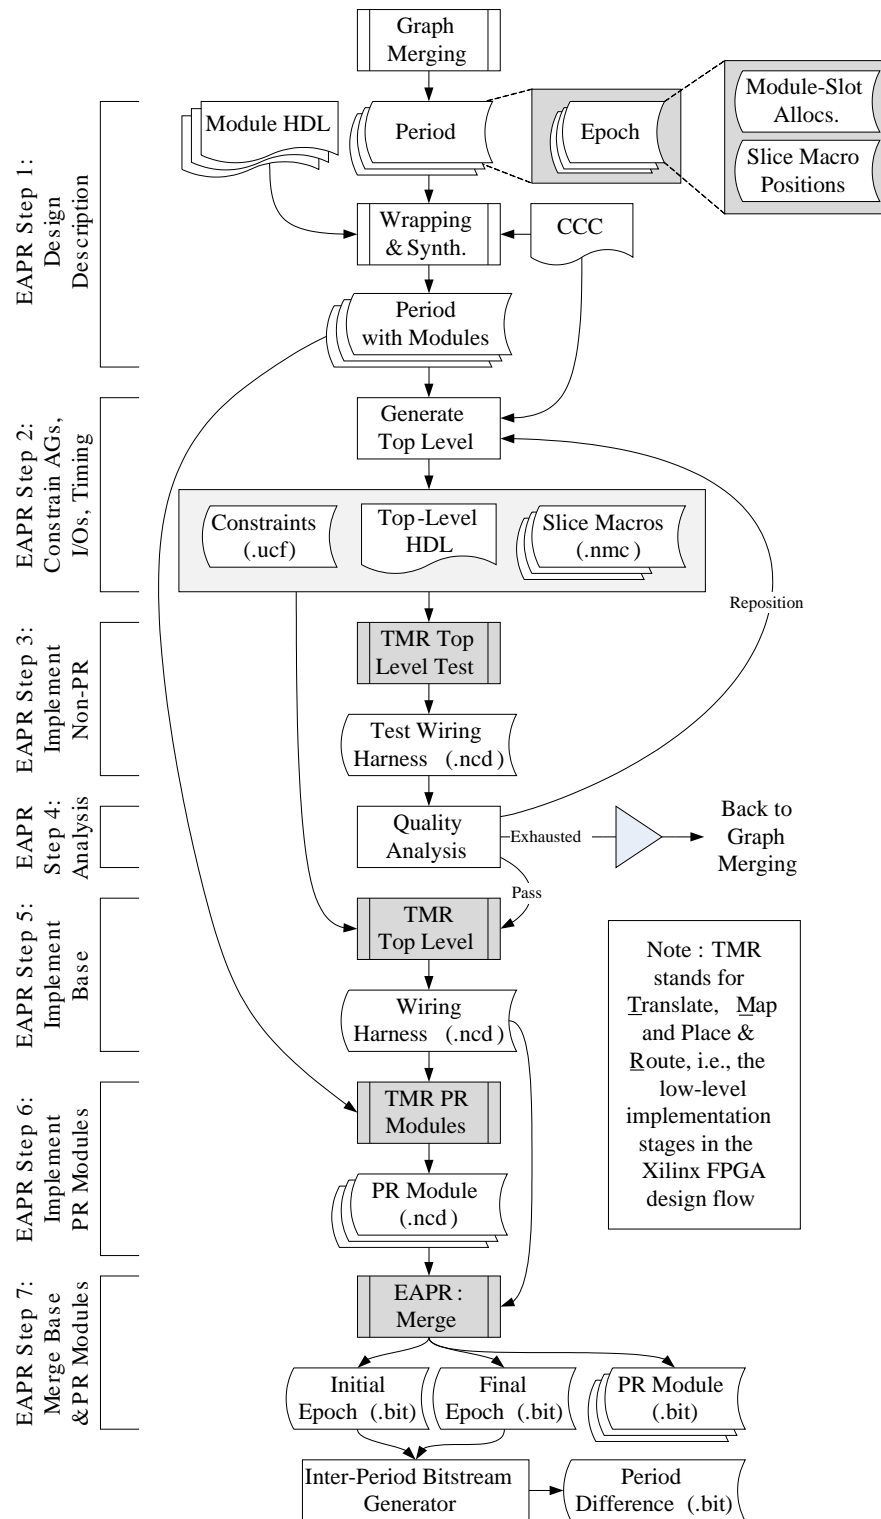 Graph
Merging
Module HDL
Period
Epoch
Module-Slot
Allocs.
Slice Macro
Positions
EAPR Step 1:
Design
Description
Wrapping
& Synth.
CCC
Period
with Modules
EAPR Step 2:
Constrain AGs,
I/Os, Timing
Generate
Top Level
Constraints
(.ucf)
Top-Level
HDL
Slice Macros
(.nmc)
Reposition
EAPR Step 3:
Implement
Non-PR
TMR Top
Level Test
Test Wiring
Harness (.ncd)
EAPR
Step 4:
Analysis
Quality
Analysis
Exhausted
Back to
Graph
Merging
Pass
EAPR Step 5:
Implement
Base
TMR
Top Level
Wiring
Harness (.ncd)
Note : TMR
stands for
Translate, Map
and Place &
Route, i.e., the
low-level
implementation
stages in the
Xilinx FPGA
design flow
EAPR Step 6:
Implement
PR Modules
TMR PR
Modules
PR Module
(.ncd)
EAPR Step 7:
Merge Base
&PR Modules
EAPR :
Merge
Initial
Epoch (.bit)
Final
Epoch (.bit)
PR Module
(.bit)
Inter-Period Bitstream
Generator
Period
Difference (.bit)